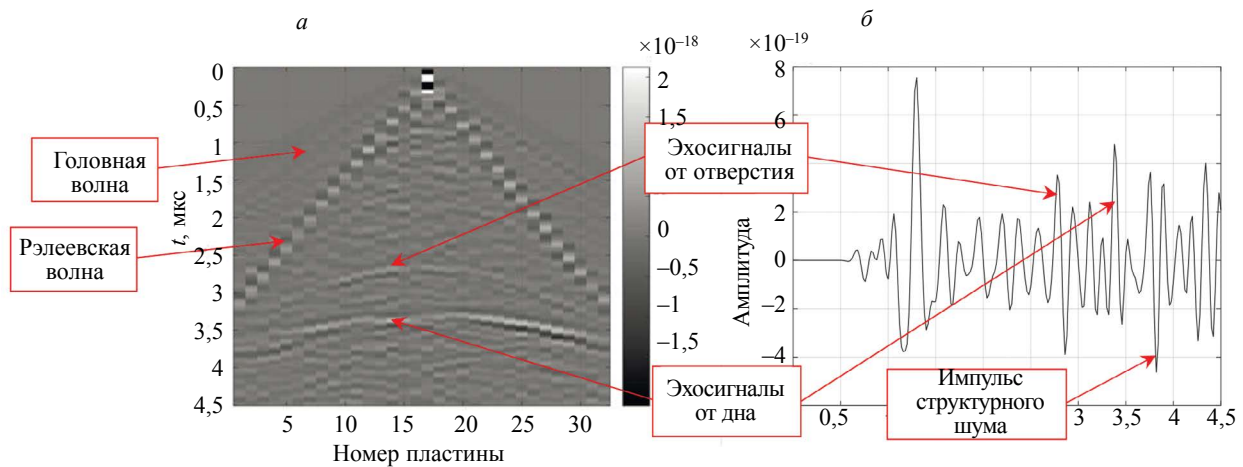 а
×10⁻¹⁸
0
0,5
1
1,5
2
2,5
3
3,5
4
4,5
t, мкс
5
10
15
20
25
30
Номер пластины
2
1,5
1
0
–0,5
–1
–1,5
Головная
волна
Рэлеевская
волна
Эхосигналы
от отверстия
Эхосигналы
от дна
б
×10⁻¹⁹
8
6
4
2
0
–2
–4
Амплитуда
0,5
3
3,5
4
4,5
Импульс
структурного
шума